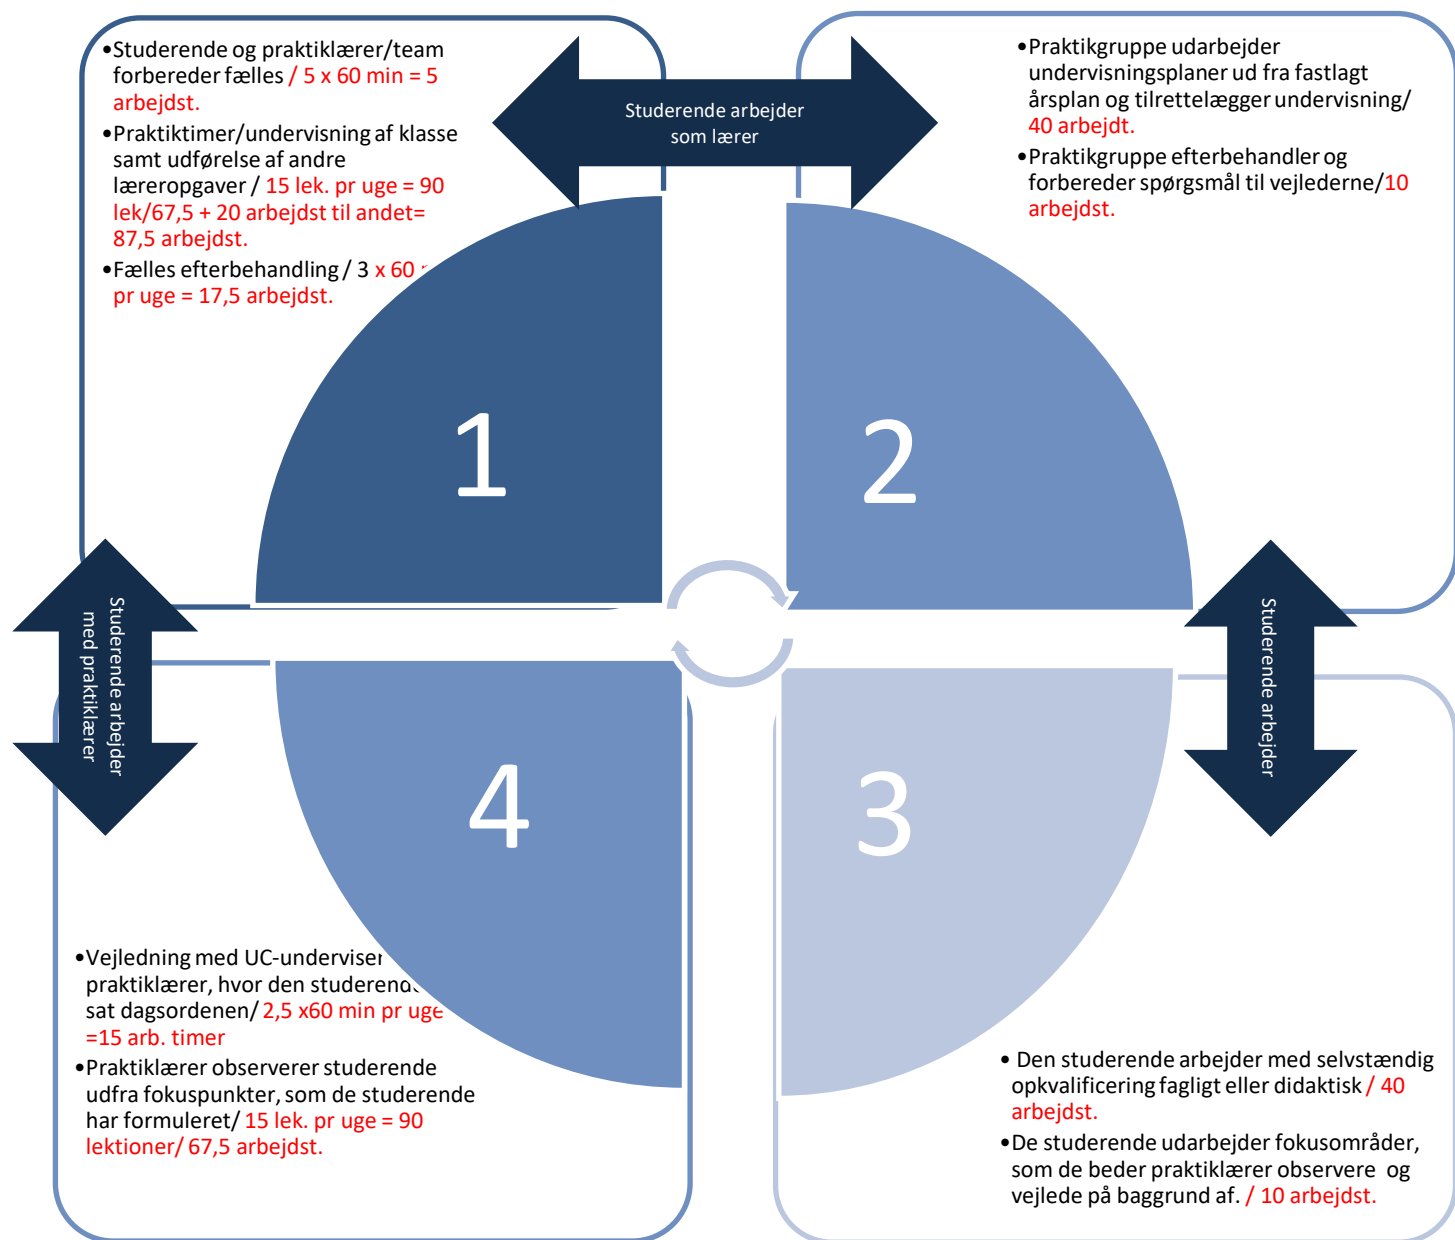 •Studerende og praktiklærer/team
forbereder fælles / 5 x 60 min = 5
arbejdst.
•Praktiktimer/undervisning af klasse
samt udførelse af andre
læreropgaver / 15 lek. pr uge = 90
lek/67,5 + 20 arbejdst til andet=
87,5 arbejdst.
•Fælles efterbehandling / 3 x 60
pr uge = 17,5 arbejdst.
Studerende arbejder
som lærer
•Praktikgruppe udarbejder
undervisningsplaner ud fra fastlagt
årsplan og tilrettelægger undervisning/
40 arbejdt.
•Praktikgruppe efterbehandler og
forbereder spørgsmål til vejlederne/10
arbejdst.
1
2
Studerende arbejder
med praktiklærer
Studerende arbejder
4
3
•Vejledning med UC-underviser
praktiklærer, hvor den studerende
sat dagsordenen/ 2,5 x60 min pr uge
=15 arb. timer
•Praktiklærer observerer studerende
udfra fokuspunkter, som de studerende
har formuleret/ 15 lek. pr uge = 90
lektioner/ 67,5 arbejdst.
• Den studerende arbejder med selvstændig
opkvalificering fagligt eller didaktisk / 40
arbejdst.
•De studerende udarbejder fokusområder,
som de beder praktiklærer observere og
vejlede på baggrund af. / 10 arbejdst.